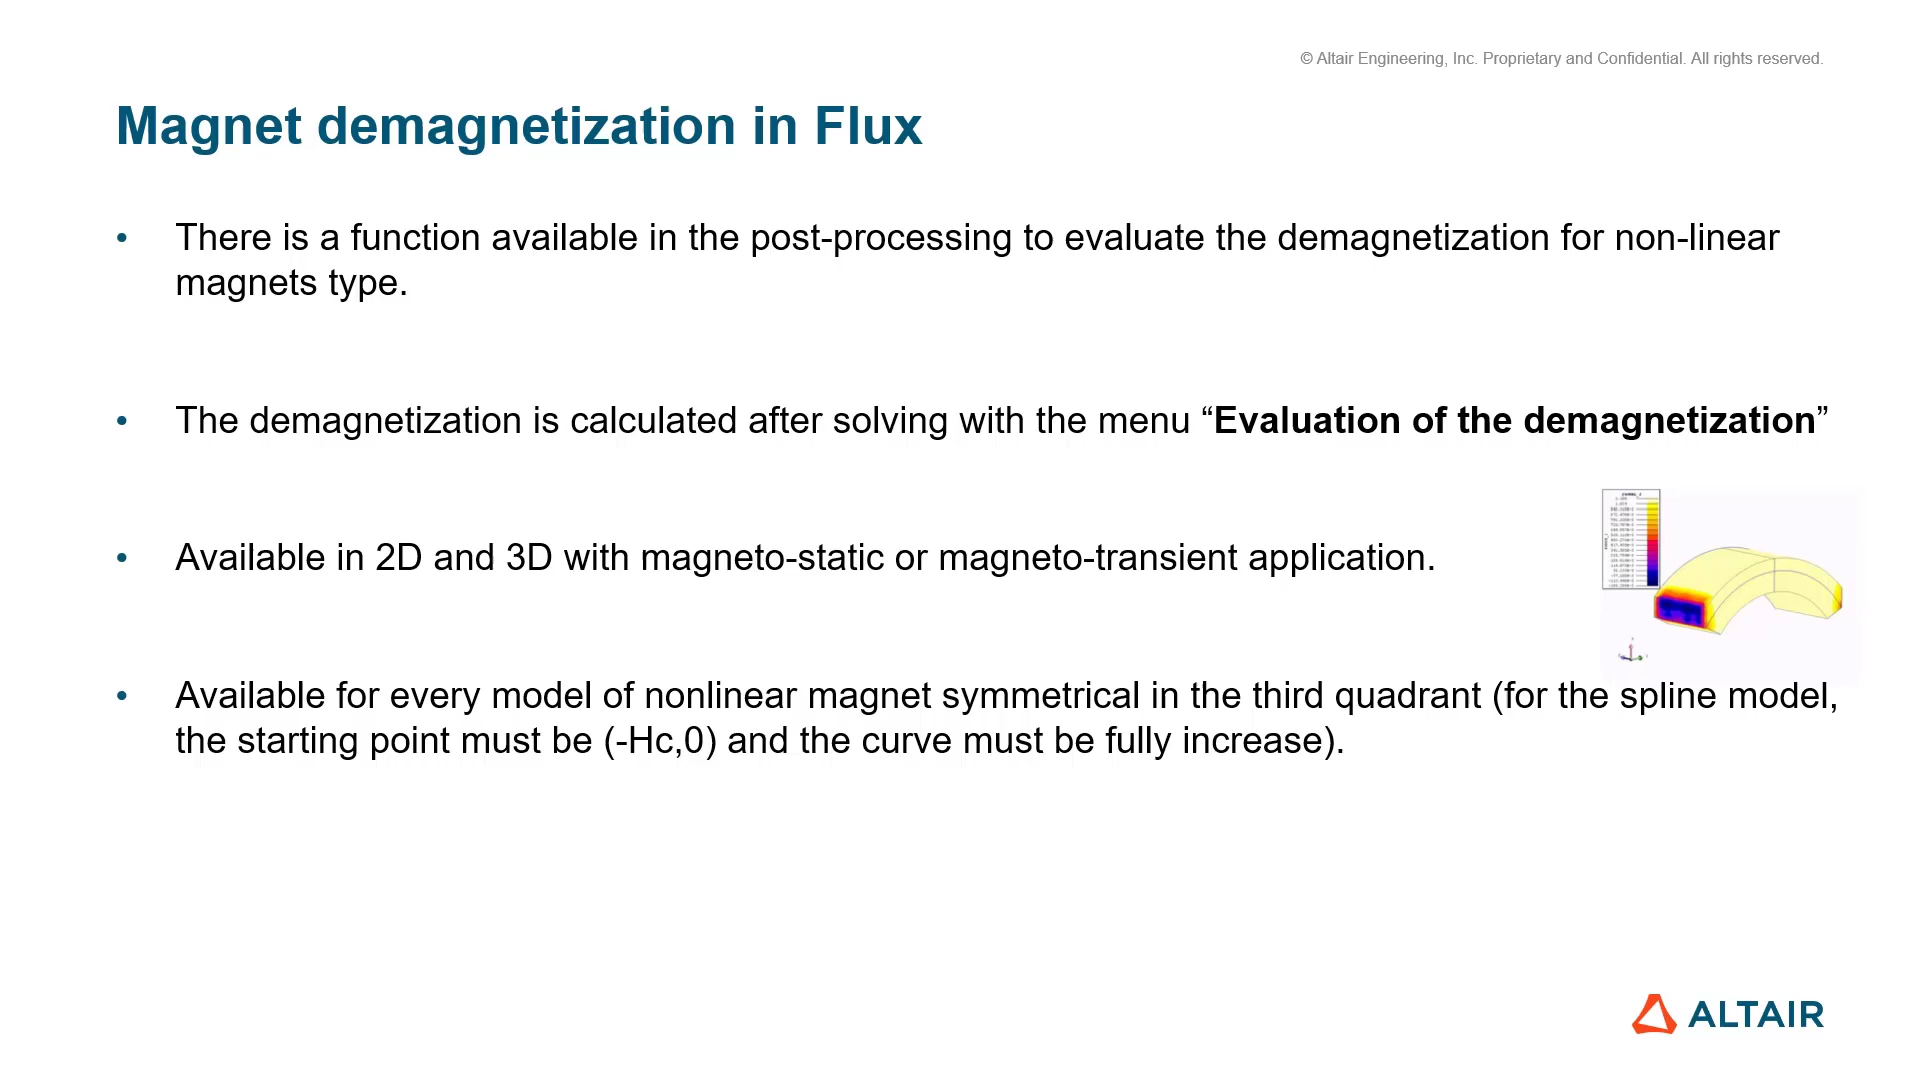 © Altair Engineering, Inc. Proprietary and Confidential. All rights reserved.
Magnet demagnetization in Flux
• There is a function available in the post-processing to evaluate the demagnetization for non-linear
magnets type.
• The demagnetization is calculated after solving with the menu “Evaluation of the demagnetization”
• Available in 2D and 3D with magneto-static or magneto-transient application.
• Available for every model of nonlinear magnet symmetrical in the third quadrant (for the spline model,
the starting point must be (-Hc,0) and the curve must be fully increase).
ALTAIR